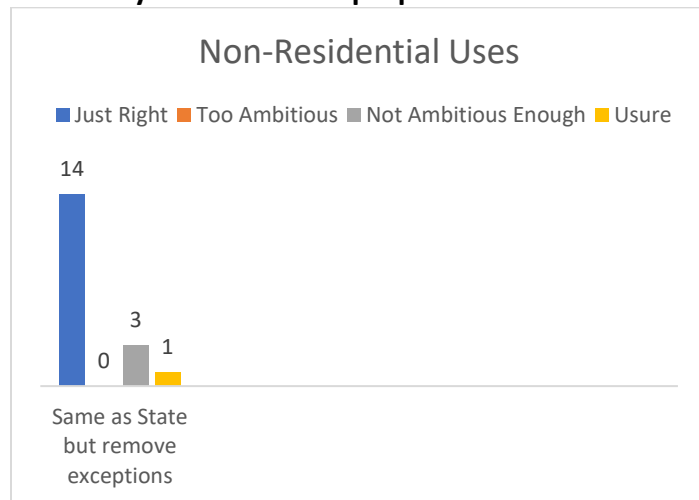 Non-Residential Uses
Just Right Too Ambitious Not Ambitious Enough Usure
14
0
3
1
Same as State
but remove
exceptions